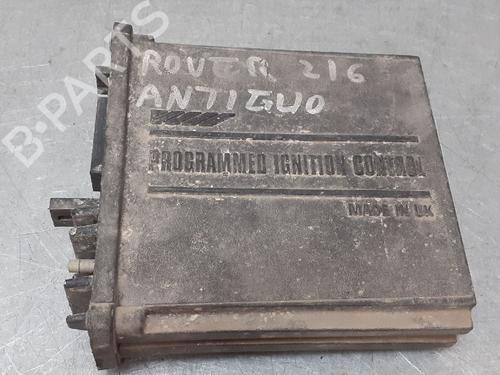 B-PARTS
ROVER 216
ANTIGUO
PROGRAMMED IGNITION CONTROL
MADE IN UK